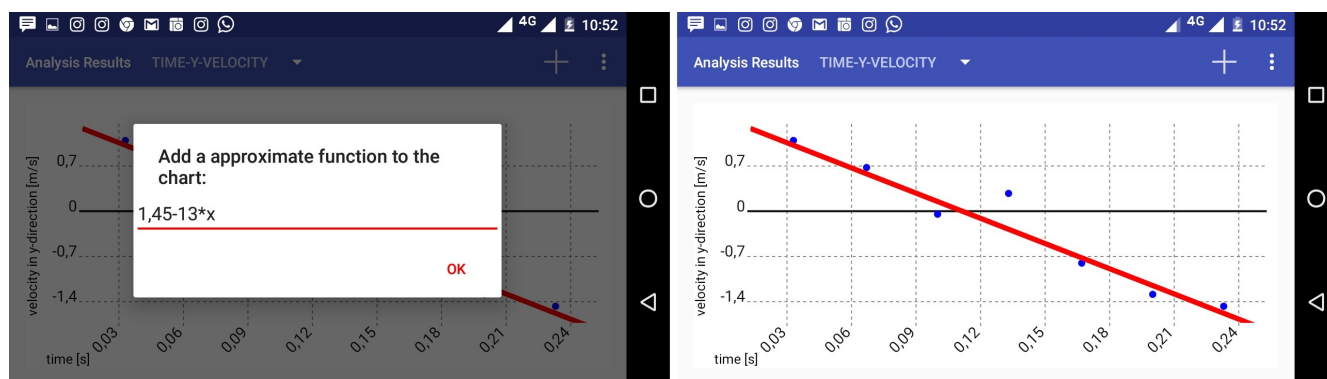 4G 10:52
Analysis Results TIME-Y-VELOCITY
Add a approximate function to the
chart:
1,45-13*x
OK
velocity in y-direction [m/s]
0,7
0
-0,7
-1,4
0,03 0,06 0,09 0,12 0,15 0,18 0,21 0,24
time [s]
4G 10:52
Analysis Results TIME-Y-VELOCITY
velocity in y-direction [m/s]
0,7
0
-0,7
-1,4
0,03 0,06 0,09 0,12 0,15 0,18 0,21 0,24
time [s]